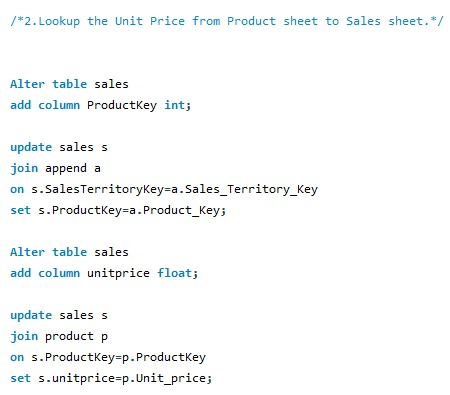 /*2.Lookup the Unit Price from Product sheet to Sales sheet.*/
Alter table sales
add column ProductKey int;
update sales s
join append a
on s.SalesTerritoryKey=a.Sales_Territory_Key
set s.ProductKey=a.Product_Key;
Alter table sales
add column unitprice float;
update sales s
join product p
on s.ProductKey=p.ProductKey
set s.unitprice=p.Unit_price;